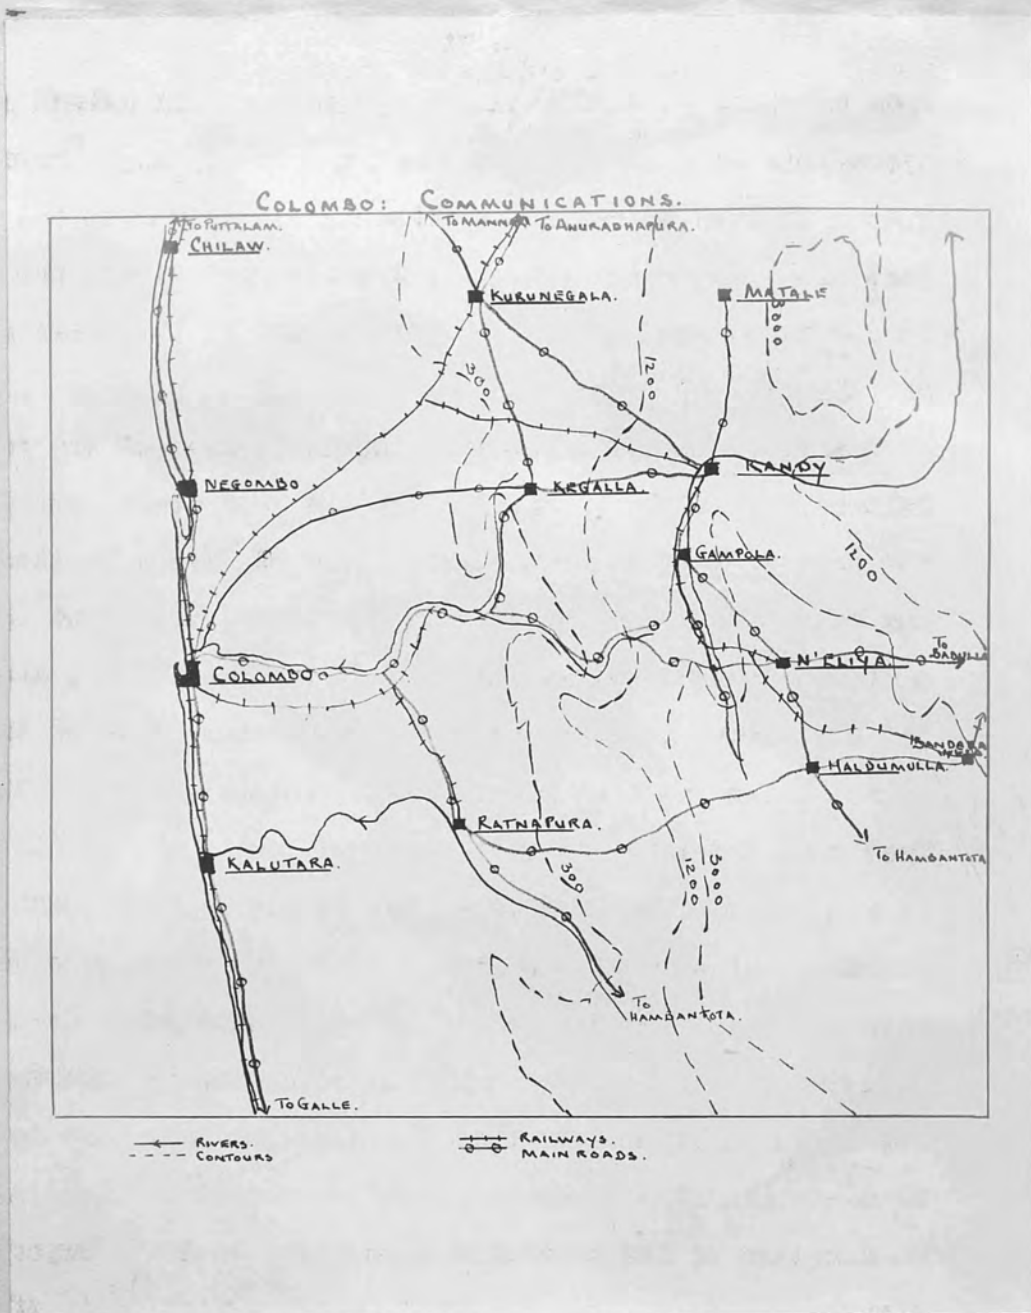 COLOMBO: COMMUNICATIONS.
TO PUTTALAM.
TO MANNAR
TO ANURADHAPURA.
CHILAW.
KURUNEGALA.
MATALE
3000
300
1200
NEGOMBO
KEGALLA.
KANDY
GAMPOLA.
1200
TO BADULLA
COLOMBO
N'ELIYA.
BANDARA
HALDUMULLA.
RATNAPURA.
KALUTARA.
TO HAMBANTOTA
300
1200
3000
TO
HAMBANTOTA.
TO GALLE.
RIVERS.
CONTOURS
RAILWAYS.
MAIN ROADS.